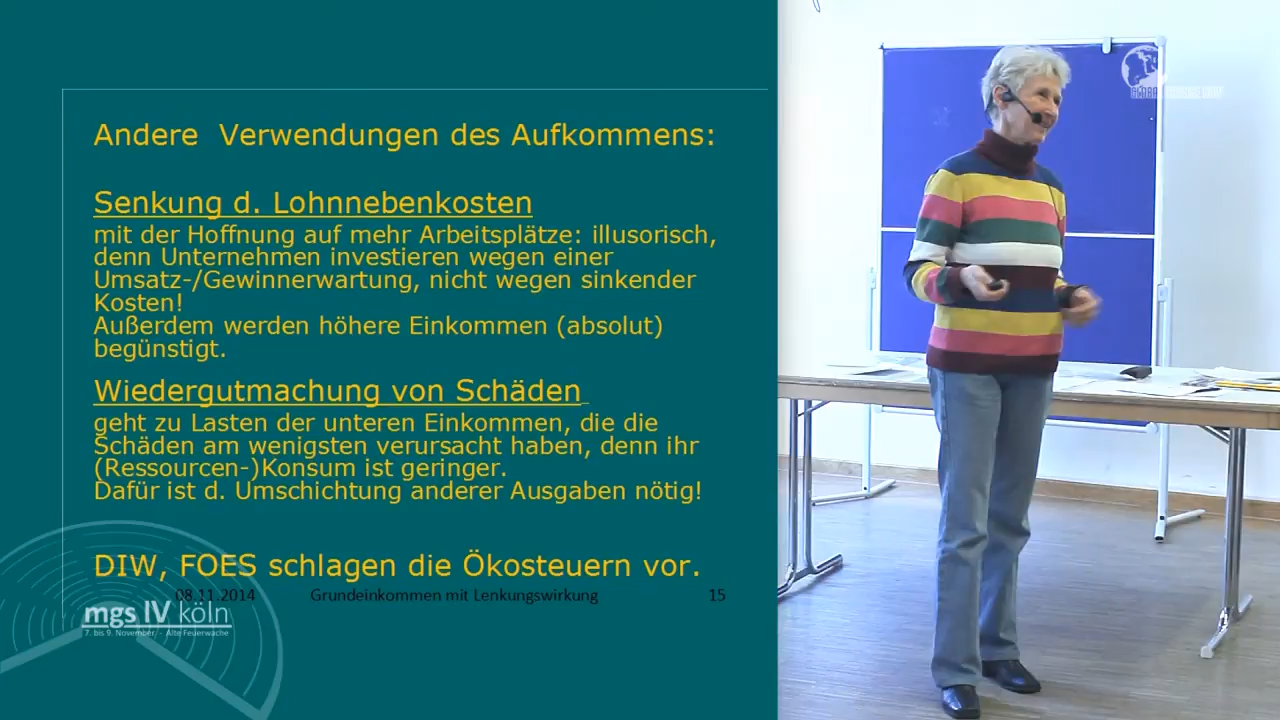 Andere Verwendungen des Aufkommens:
Senkung d. Lohnnebenkosten
mit der Hoffnung auf mehr Arbeitsplätze: illusorisch,
denn Unternehmen investieren wegen einer
Umsatz-/Gewinnerwartung, nicht wegen sinkender
Kosten!
Außerdem werden höhere Einkommen (absolut)
begünstigt.
Wiedergutmachung von Schäden
geht zu Lasten der unteren Einkommen, die die
Schäden am wenigsten verursacht haben, denn ihr
(Ressourcen-)Konsum ist geringer.
Dafür ist d. Umschichtung anderer Ausgaben nötig!
DIW, FOES schlagen die Ökosteuern vor.
08.11.2014 Grundeinkommen mit Lenkungswirkung 15
mgs IV köln
7. bis 9. November - Alte Feuerwache